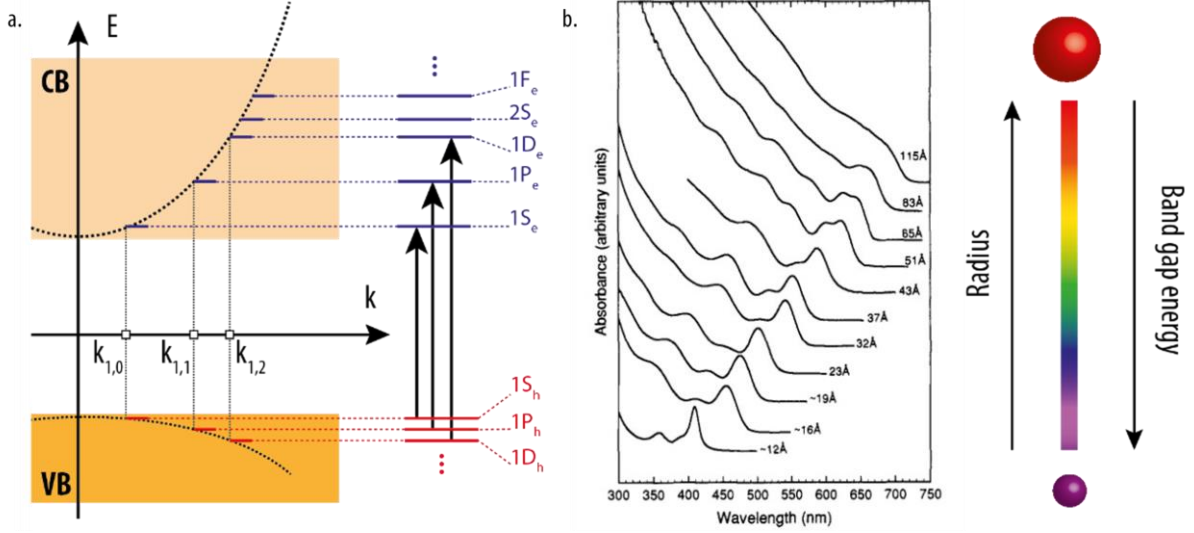 a.
E
CB
1Fₑ
2Sₑ
1Dₑ
1Pₑ
1Sₑ
k
k₁,₀
k₁,₁
k₁,₂
1Sₕ
1Pₕ
1Dₕ
VB
b.
Absorbance (arbitrary units)
115Å
83Å
65Å
51Å
43Å
37Å
32Å
23Å
~19Å
~16Å
~12Å
300 350 400 450 500 550 600 650 700 750
Wavelength (nm)
Radius
Band gap energy